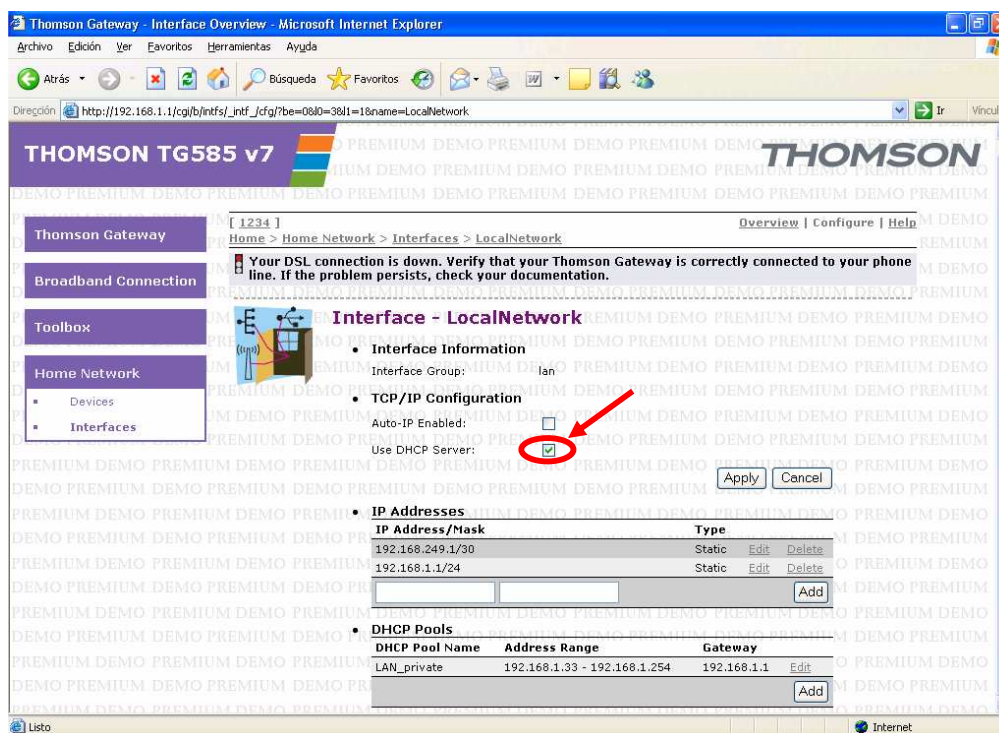 Thomson Gateway - Interface Overview - Microsoft Internet Explorer
Archivo Edición Ver Favoritos Herramientas Ayuda
Atrás Búsqueda Favoritos
Dirección http://192.168.1.1/cgi/b/intfs/_intf_/cfg/?be=0&l0=3&l1=1&name=LocalNetwork Ir Víncul
THOMSON TG585 v7 THOMSON
[ 1234 ] Overview | Configure | Help
Home > Home Network > Interfaces > LocalNetwork
Thomson Gateway
Broadband Connection
Toolbox
Home Network
Devices
Interfaces
Your DSL connection is down. Verify that your Thomson Gateway is correctly connected to your phone
line. If the problem persists, check your documentation.
Interface - LocalNetwork
Interface Information
Interface Group: lan
TCP/IP Configuration
Auto-IP Enabled:
Use DHCP Server:
Apply Cancel
IP Addresses
IP Address/Mask Type
192.168.249.1/30 Static Edit Delete
192.168.1.1/24 Static Edit Delete
Add
DHCP Pools
DHCP Pool Name Address Range Gateway
LAN_private 192.168.1.33 - 192.168.1.254 192.168.1.1 Edit
Add
Listo Internet